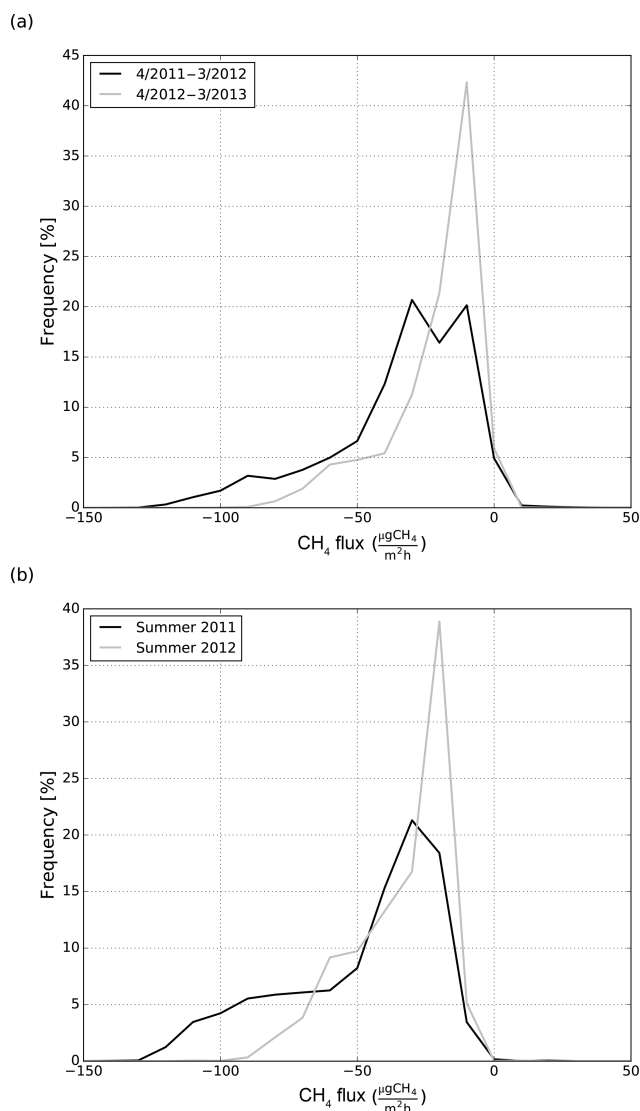 (a)
45
4/2011−3/2012
4/2012−3/2013
40
35
30
25
20
15
10
5
0
Frequency [%]
−150 −100 −50 0 50
CH₄ flux (μgCH₄/m²h)
(b)
40
Summer 2011
Summer 2012
35
30
25
20
15
10
5
0
Frequency [%]
−150 −100 −50 0 50
CH₄ flux (μgCH₄/m²h)